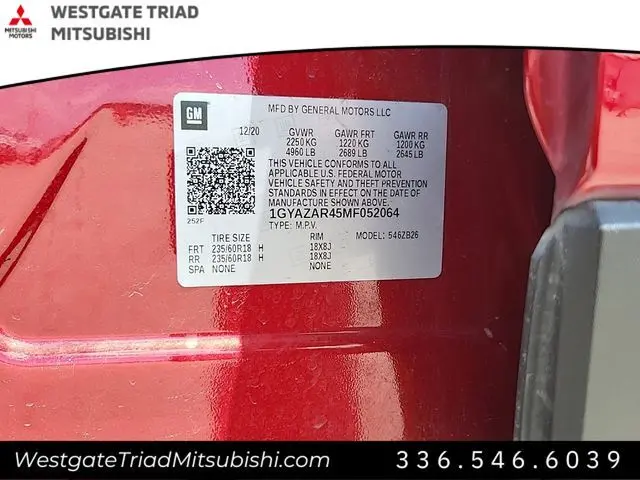 WESTGATE TRIAD
MITSUBISHI
MITSUBISHI
MOTORS
GM
MFD BY GENERAL MOTORS LLC
12/20 GVWR GAWR FRT GAWR RR
2250 KG 1220 KG 1200 KG
4960 LB 2689 LB 2645 LB
THIS VEHICLE CONFORMS TO ALL
APPLICABLE U.S. FEDERAL MOTOR
VEHICLE SAFETY AND THEFT PREVENTION
STANDARDS IN EFFECT ON THE DATE OF
MANUFACTURE SHOWN ABOVE.
1GYAZAR45MF052064
252F
TYPE: M.P.V. MODEL: 546ZB26
TIRE SIZE RIM
FRT 235/60R18 H 18X8J
RR 235/60R18 H 18X8J
SPA NONE NONE
WestgateTriadMitsubishi.com
336.546.6039